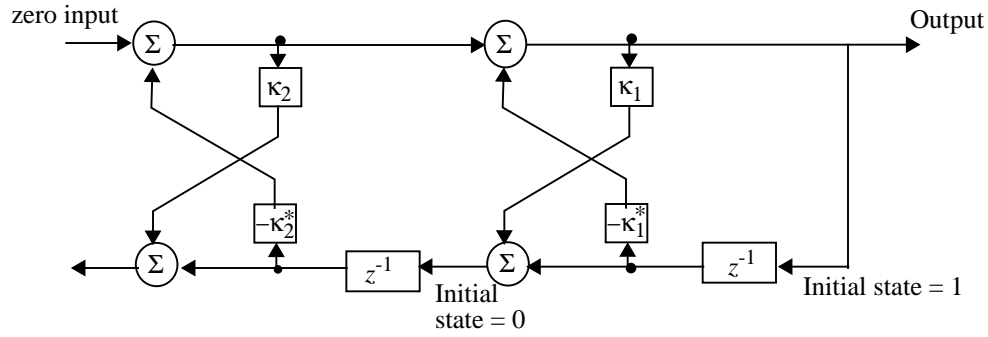 zero input
Output
Σ
Σ
κ₂
κ₁
−κ₂*
−κ₁*
Σ
z⁻¹
Σ
z⁻¹
Initial
state = 0
Initial state = 1